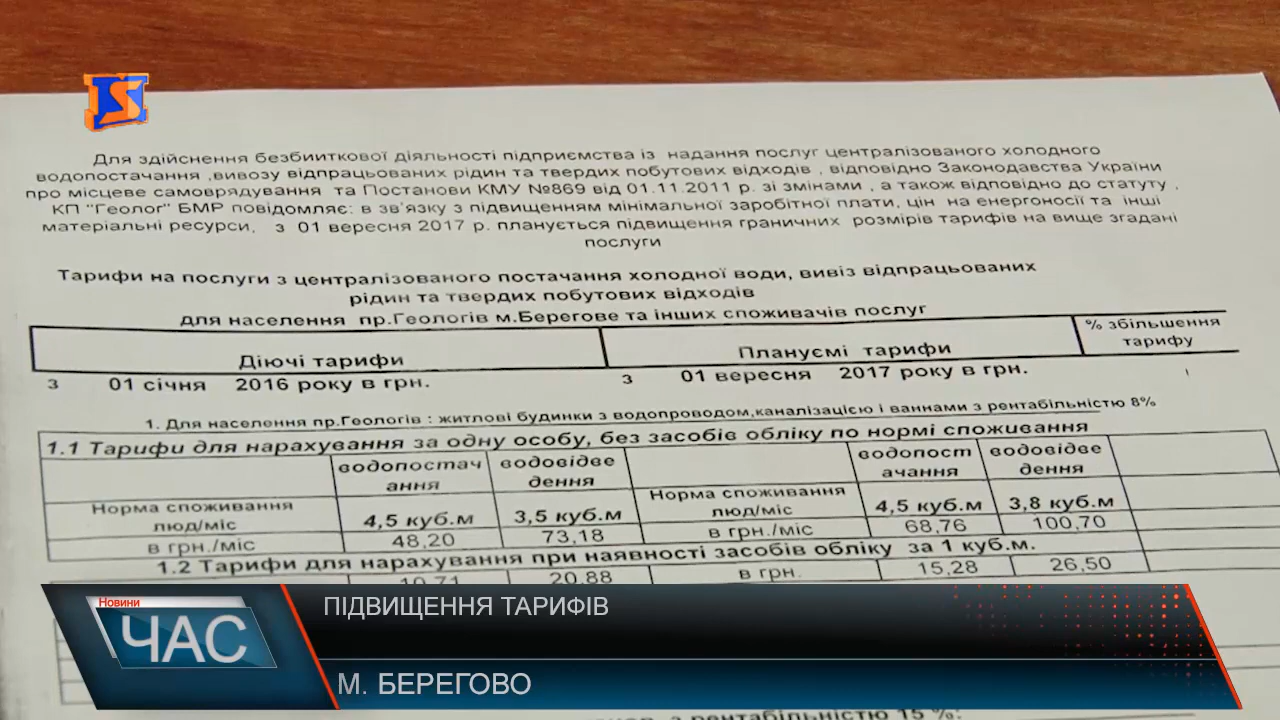 Для здійснення безбииткової діяльності підприємства із надання послуг централізованого холодного
водопостачання ,вивозу відпрацьованих рідин та твердих побутових відходів , відповідно Законодавства України
про місцеве самоврядування та Постанови КМУ №869 від 01.11.2011 р. зі змінами , а також відповідно до статуту ,
КП "Геолог" БМР повідомляє: в зв'язку з підвищенням мінімальної заробітної плати, цін на енергоносії та інші
матеріальні ресурси, з 01 вересня 2017 р. планується підвищення граничних розмірів тарифів на вище згадані
послуги
Тарифи на послуги з централізованого постачання холодної води, вивіз відпрацьованих
рідин та твердих побутових відходів
для населення пр.Геологів м.Берегове та інших споживачів послуг
Діючі тарифи Плануємі тарифи % збільшення
тарифу
з 01 січня 2016 року в грн. з 01 вересня 2017 року в грн.
1. Для населення пр.Геологів : житлові будинки з водопроводом,каналізацією і ваннами з рентабільністю 8%
1.1 Тарифи для нарахування за одну особу, без засобів обліку по нормі споживання
водопостач водовідве водопост водовідве
ання дення ачання дення
Норма споживання Норма споживання
люд/міс 4,5 куб.м 3,5 куб.м люд/міс 4,5 куб.м 3,8 куб.м
в грн./міс 48,20 73,18 в грн./міс 68,76 100,70
1.2 Тарифи для нарахування при наявності засобів обліку за 1 куб.м.
10,71 20,88 в грн. 15,28 26,50
Новини
ЧАС
ПІДВИЩЕННЯ ТАРИФІВ
М. БЕРЕГОВО
з рентабільністю 15 %: